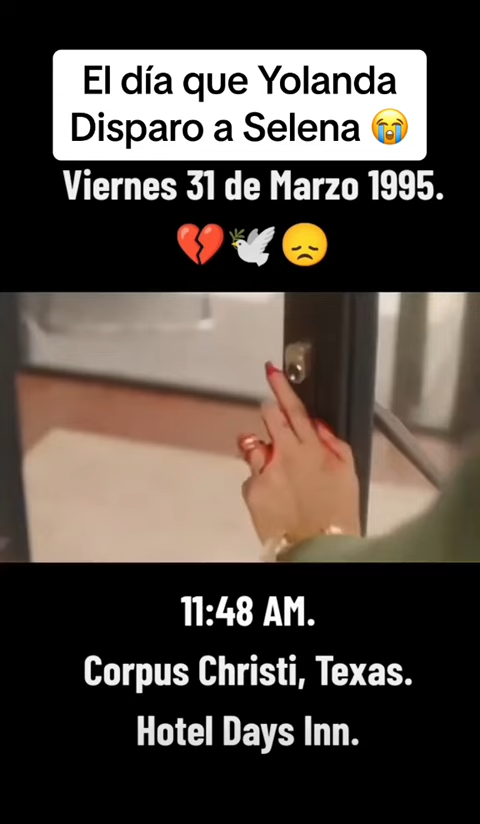 El día que Yolanda
Disparo a Selena 😭
Viernes 31 de Marzo 1995.
💔🕊️😞
11:48 AM.
Corpus Christi, Texas.
Hotel Days Inn.